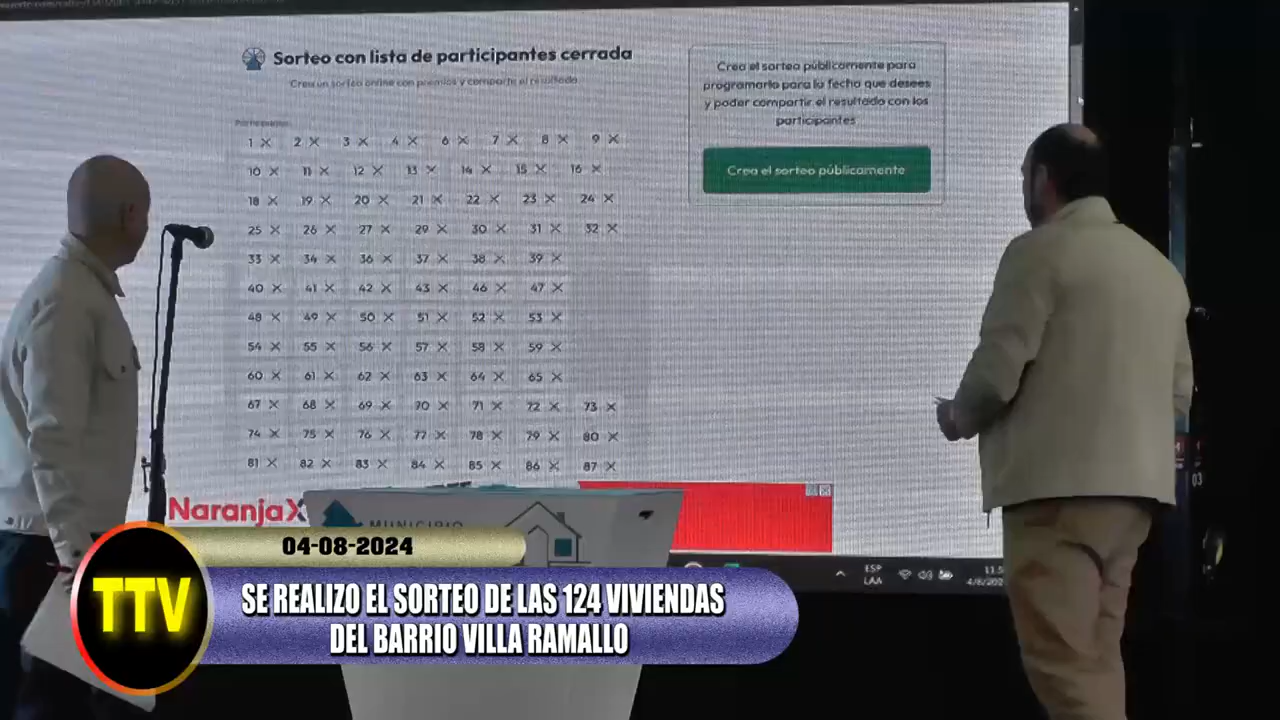 Sorteo con lista de participantes cerrada
Crea un sorteo online con premios y comparte el resultado
Participantes
1 × 2 × 3 × 4 × 6 × 7 × 8 × 9 ×
10 × 11 × 12 × 13 × 14 × 15 × 16 ×
18 × 19 × 20 × 21 × 22 × 23 × 24 ×
25 × 26 × 27 × 29 × 30 × 31 × 32 ×
33 × 34 × 36 × 37 × 38 × 39 ×
40 × 41 × 42 × 43 × 46 × 47 ×
48 × 49 × 50 × 51 × 52 × 53 ×
54 × 55 × 56 × 57 × 58 × 59 ×
60 × 61 × 62 × 63 × 64 × 65 ×
67 × 68 × 69 × 70 × 71 × 72 × 73 ×
74 × 75 × 76 × 77 × 78 × 79 × 80 ×
81 × 82 × 83 × 84 × 85 × 86 × 87 ×
Crea el sorteo públicamente para
programarlo para la fecha que desees
y poder compartir el resultado con los
participantes
Crea el sorteo públicamente
NaranjaX
MUNICIPIO
ESP
LAA
11:5
4/8/202
03
04-08-2024
TTV
SE REALIZO EL SORTEO DE LAS 124 VIVIENDAS
DEL BARRIO VILLA RAMALLO